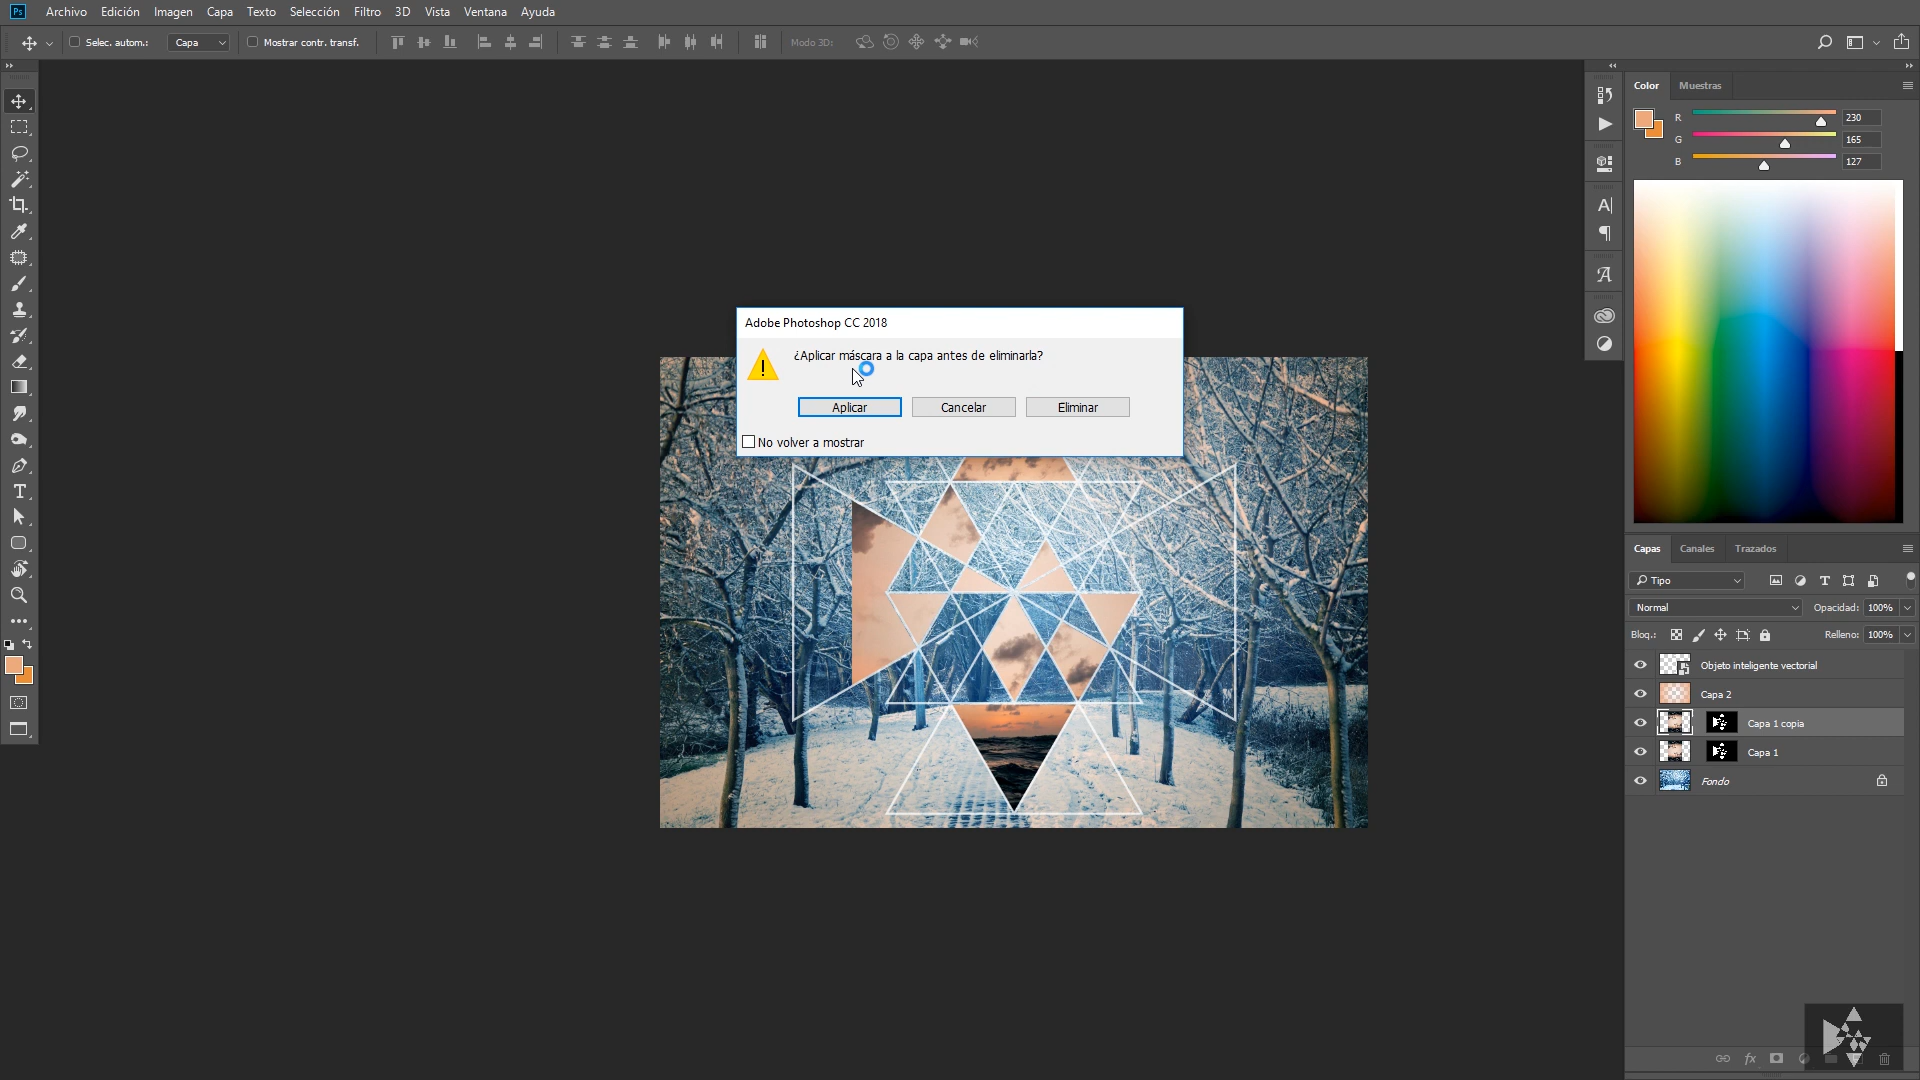 Ps Archivo Edición Imagen Capa Texto Selección Filtro 3D Vista Ventana Ayuda
Selec. autom.: Capa Mostrar contr. transf. Modo 3D:
Color Muestras
R 230
G 165
B 127
Adobe Photoshop CC 2018
¿Aplicar máscara a la capa antes de eliminarla?
Aplicar Cancelar Eliminar
No volver a mostrar
Capas Canales Trazados
Tipo
Normal Opacidad: 100%
Bloq.: Relleno: 100%
Objeto inteligente vectorial
Capa 2
Capa 1 copia
Capa 1
Fondo
fx